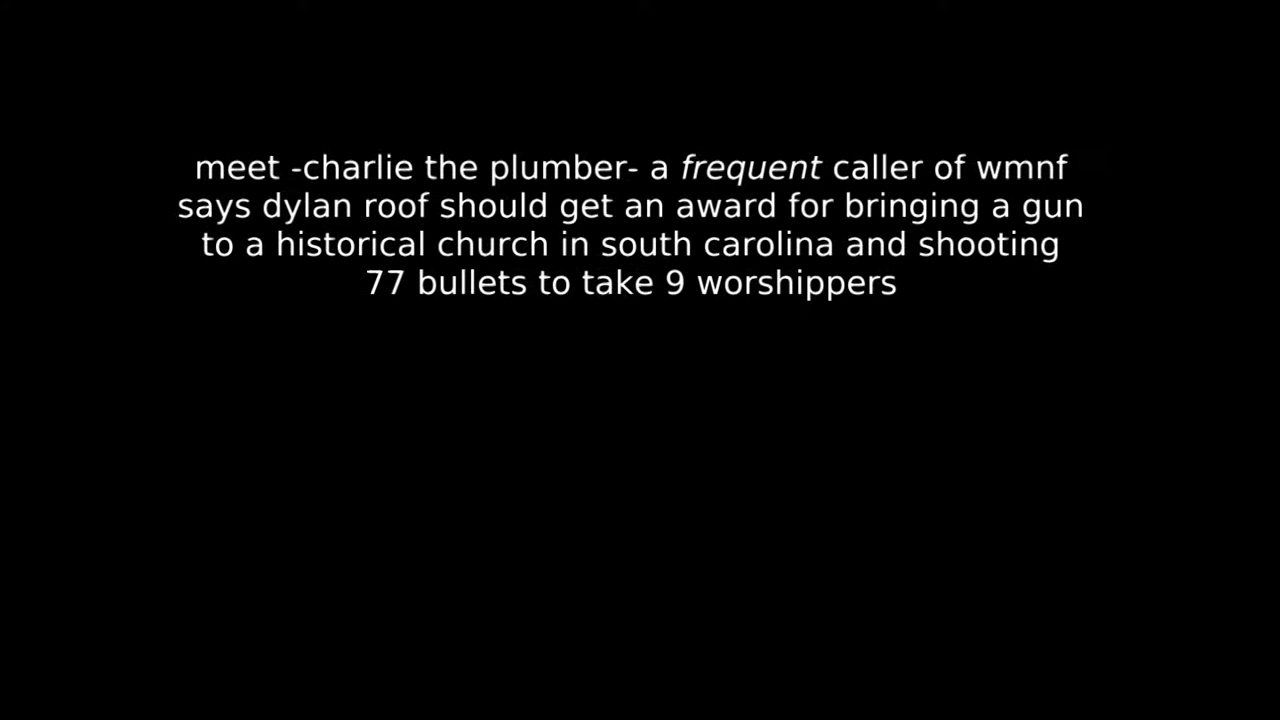 meet -charlie the plumber- a frequent caller of wmnf
says dylan roof should get an award for bringing a gun
to a historical church in south carolina and shooting
77 bullets to take 9 worshippers